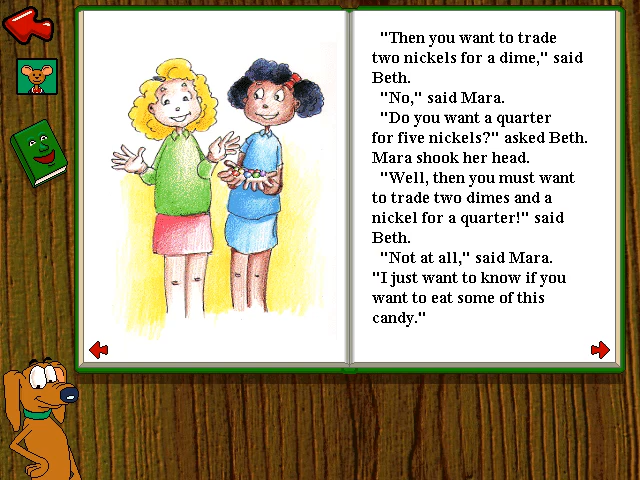 "Then you want to trade
two nickels for a dime," said
Beth.
"No," said Mara.
"Do you want a quarter
for five nickels?" asked Beth.
Mara shook her head.
"Well, then you must want
to trade two dimes and a
nickel for a quarter!" said
Beth.
"Not at all," said Mara.
"I just want to know if you
want to eat some of this
candy."